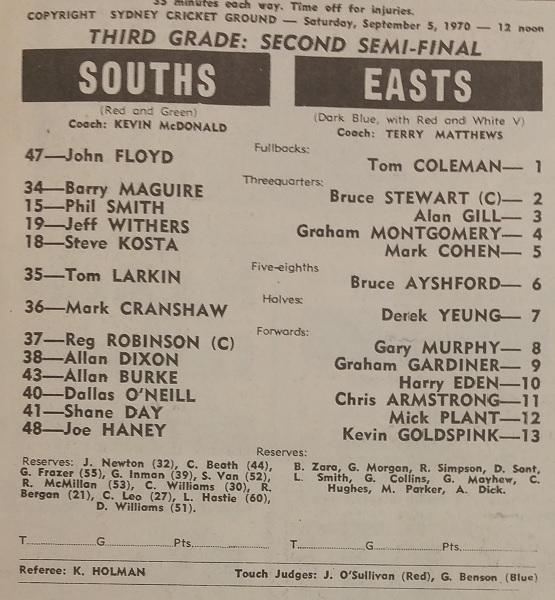 35 minutes each way. Time off for injuries.
COPYRIGHT SYDNEY CRICKET GROUND — Saturday, September 5, 1970 — 12 noon
THIRD GRADE: SECOND SEMI-FINAL
SOUTHS EASTS
(Red and Green) (Dark Blue, with Red and White V)
Coach: KEVIN McDONALD Coach: TERRY MATTHEWS
Fullbacks:
47—John FLOYD Tom COLEMAN— 1
Threequarters:
34—Barry MAGUIRE Bruce STEWART (C)— 2
15—Phil SMITH Alan GILL— 3
19—Jeff WITHERS Graham MONTGOMERY— 4
18—Steve KOSTA Mark COHEN— 5
Five-eighths
35—Tom LARKIN Bruce AYSHFORD— 6
Halves:
36—Mark CRANSHAW Derek YEUNG— 7
Forwards:
37—Reg ROBINSON (C) Gary MURPHY— 8
38—Allan DIXON Graham GARDINER— 9
43—Allan BURKE Harry EDEN—10
40—Dallas O'NEILL Chris ARMSTRONG—11
41—Shane DAY Mick PLANT—12
48—Joe HANEY Kevin GOLDSPINK—13
Reserves:
Reserves: J. Newton (32), C. Beath (44),
G. Frazer (55), G. Inman (39), S. Van (52),
R. McMillan (53), C. Williams (30), R.
Bergan (21), C. Leo (27), L. Hastie (60),
D. Williams (51).
B. Zara, G. Morgan, R. Simpson, D. Sant,
L. Smith, G. Collins, G. Mayhew, C.
Hughes, M. Parker, A. Dick.
T....................G....................Pts.................... T....................G....................Pts....................
Referee: K. HOLMAN Touch Judges: J. O'Sullivan (Red), G. Benson (Blue)